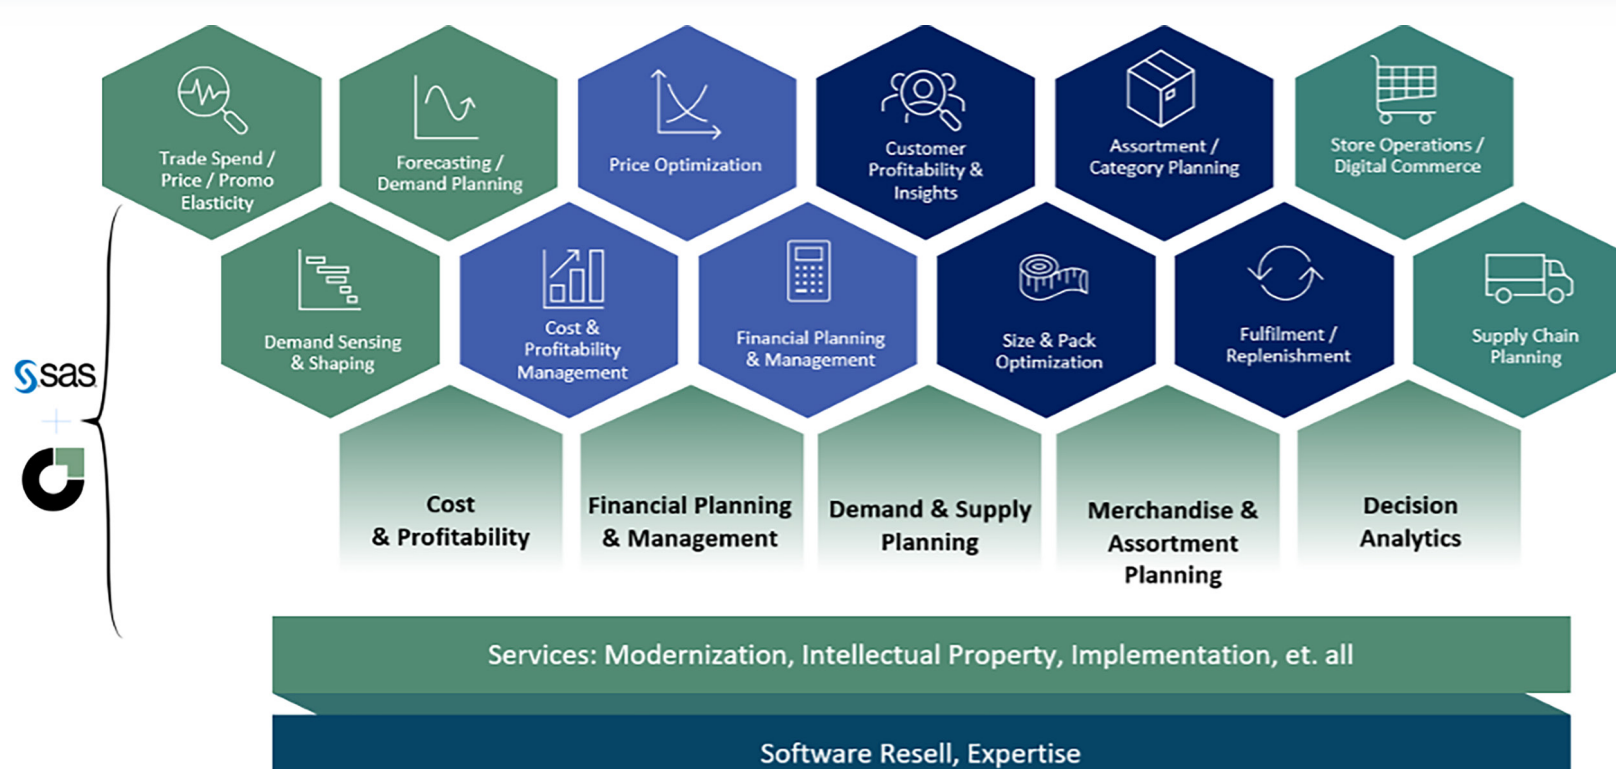 Trade Spend /
Price / Promo
Elasticity
Forecasting /
Demand Planning
Price Optimization
Customer
Profitability &
Insights
Assortment /
Category Planning
Store Operations /
Digital Commerce
Demand Sensing
& Shaping
Cost &
Profitability
Management
Financial Planning
& Management
Size & Pack
Optimization
Fulfilment /
Replenishment
Supply Chain
Planning
sas
Cost
& Profitability
Financial Planning
& Management
Demand & Supply
Planning
Merchandise &
Assortment
Planning
Decision
Analytics
Services: Modernization, Intellectual Property, Implementation, et. all
Software Resell, Expertise